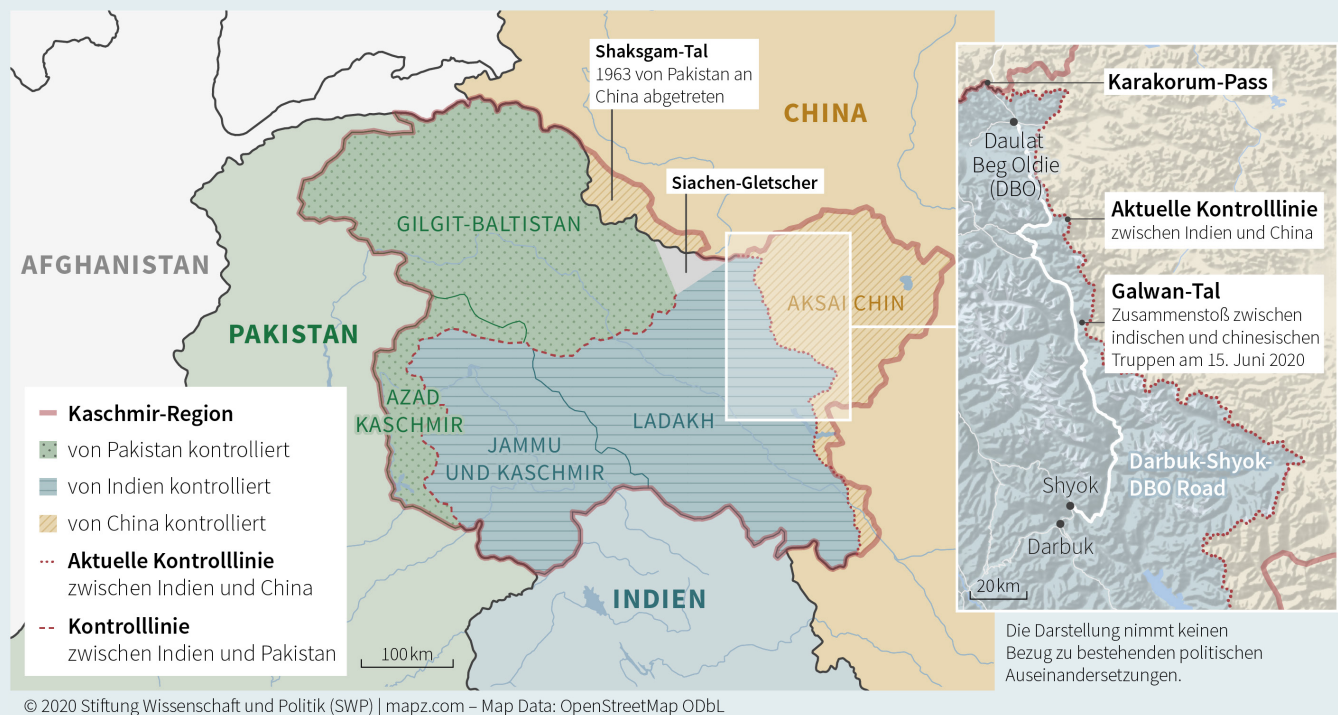 Shaksgam-Tal
1963 von Pakistan an
China abgetreten
CHINA
Siachen-Gletscher
GILGIT-BALTISTAN
AFGHANISTAN
PAKISTAN
AKSAI CHIN
AZAD
KASCHMIR
LADAKH
JAMMU
UND KASCHMIR
INDIEN
Kaschmir-Region
von Pakistan kontrolliert
von Indien kontrolliert
von China kontrolliert
Aktuelle Kontrolllinie
zwischen Indien und China
Kontrolllinie
zwischen Indien und Pakistan
100 km
Karakorum-Pass
Daulat
Beg Oldie
(DBO)
Aktuelle Kontrolllinie
zwischen Indien und China
Galwan-Tal
Zusammenstoß zwischen
indischen und chinesischen
Truppen am 15. Juni 2020
Darbuk-Shyok-
DBO Road
Shyok
Darbuk
20 km
Die Darstellung nimmt keinen
Bezug zu bestehenden politischen
Auseinandersetzungen.
© 2020 Stiftung Wissenschaft und Politik (SWP) | mapz.com – Map Data: OpenStreetMap ODbL